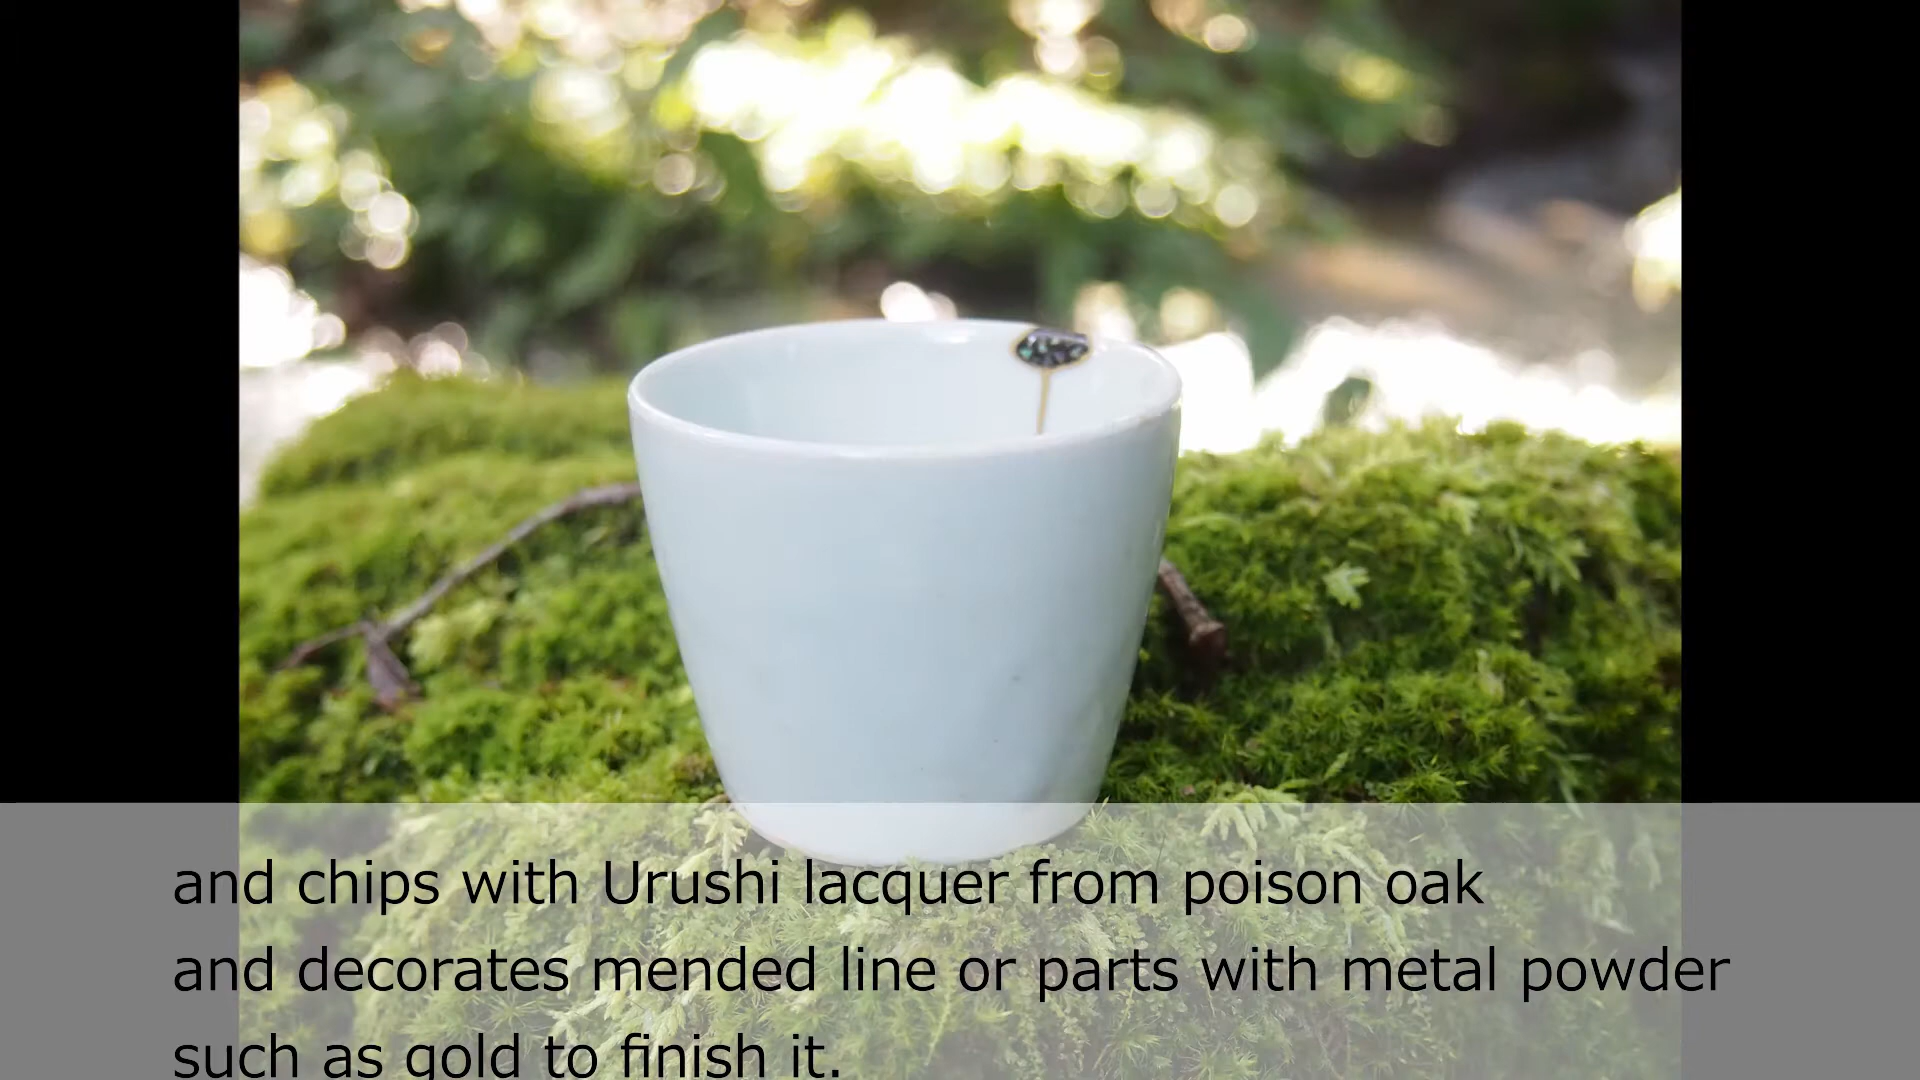 and chips with Urushi lacquer from poison oak
and decorates mended line or parts with metal powder
such as gold to finish it.